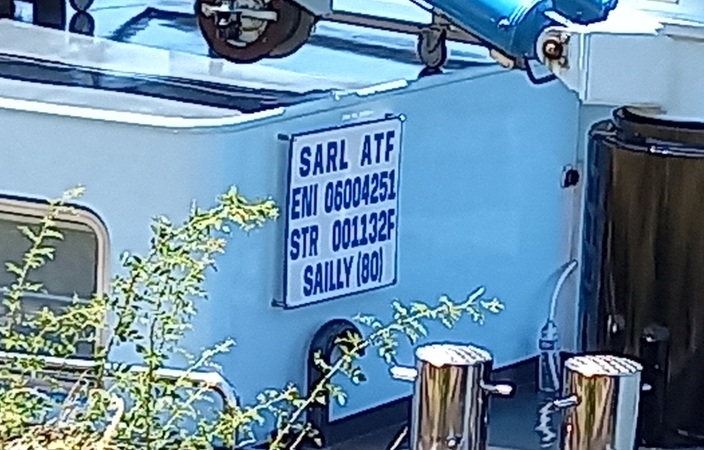 SARL ATF
ENI 06004251
STR 001132F
SAILLY (80)